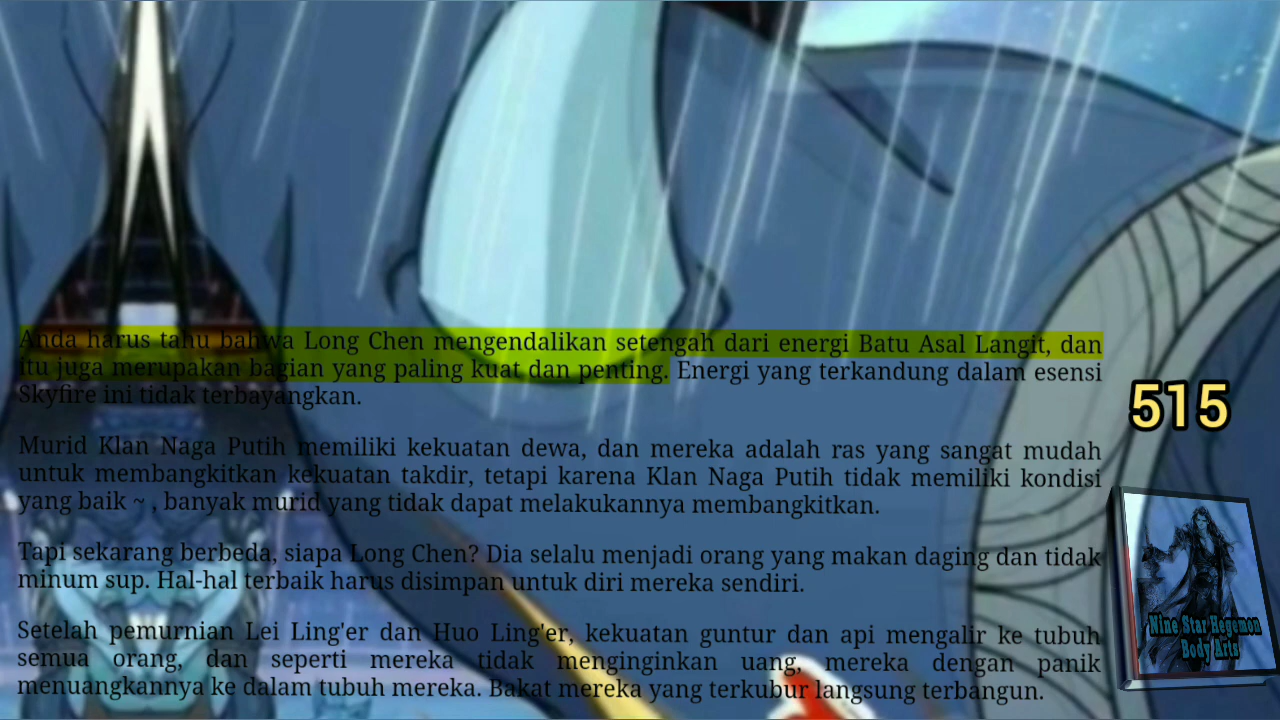 Anda harus tahu bahwa Long Chen mengendalikan setengah dari energi Batu Asal Langit, dan
itu juga merupakan bagian yang paling kuat dan penting. Energi yang terkandung dalam esensi
Skyfire ini tidak terbayangkan.
Murid Klan Naga Putih memiliki kekuatan dewa, dan mereka adalah ras yang sangat mudah
untuk membangkitkan kekuatan takdir, tetapi karena Klan Naga Putih tidak memiliki kondisi
yang baik ~ , banyak murid yang tidak dapat melakukannya membangkitkan.
Tapi sekarang berbeda, siapa Long Chen? Dia selalu menjadi orang yang makan daging dan tidak
minum sup. Hal-hal terbaik harus disimpan untuk diri mereka sendiri.
Setelah pemurnian Lei Ling'er dan Huo Ling'er, kekuatan guntur dan api mengalir ke tubuh
semua orang, dan seperti mereka tidak menginginkan uang, mereka dengan panik
menuangkannya ke dalam tubuh mereka. Bakat mereka yang terkubur langsung terbangun.
515
Nine Star Hegemon
Body Arts